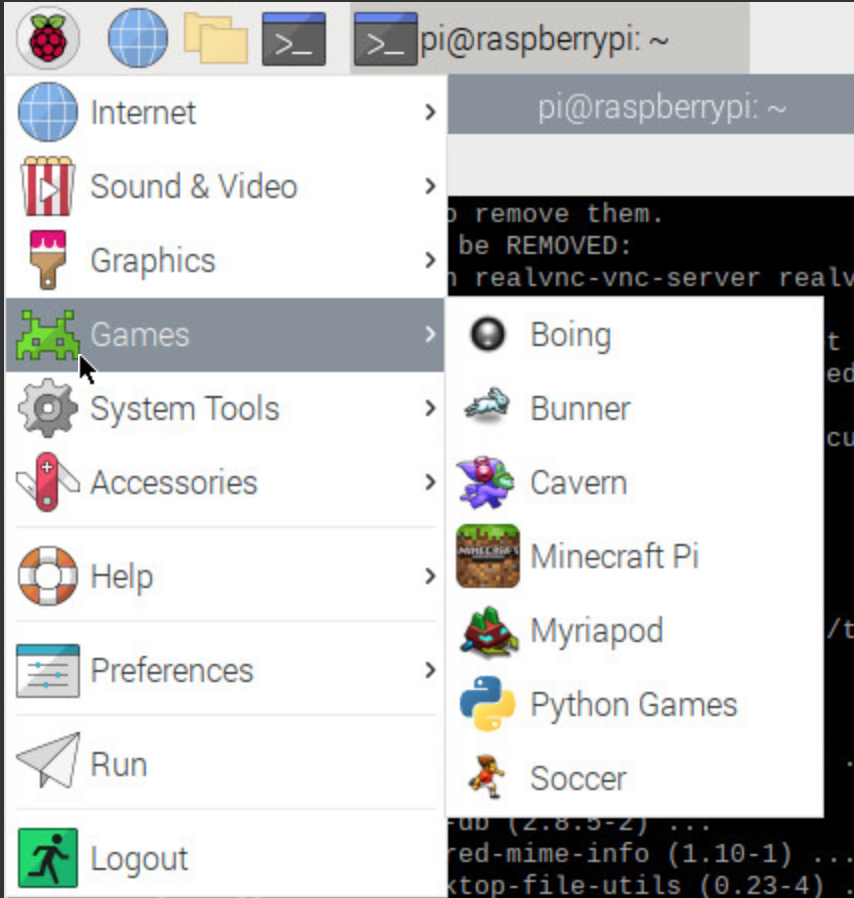 >_
>_ pi@raspberrypi: ~
pi@raspberrypi: ~
Internet
Sound & Video
Graphics
Games
System Tools
Accessories
Help
Preferences
Run
Logout
Boing
Bunner
Cavern
MINECRAFT
Minecraft Pi
Myriapod
Python Games
Soccer
remove them.
be REMOVED:
realvnc-vnc-server realv
t
ed
cu
/t
.
-db (2.8.5-2) ...
red-mime-info (1.10-1) ...
ktop-file-utils (0.23-4) .